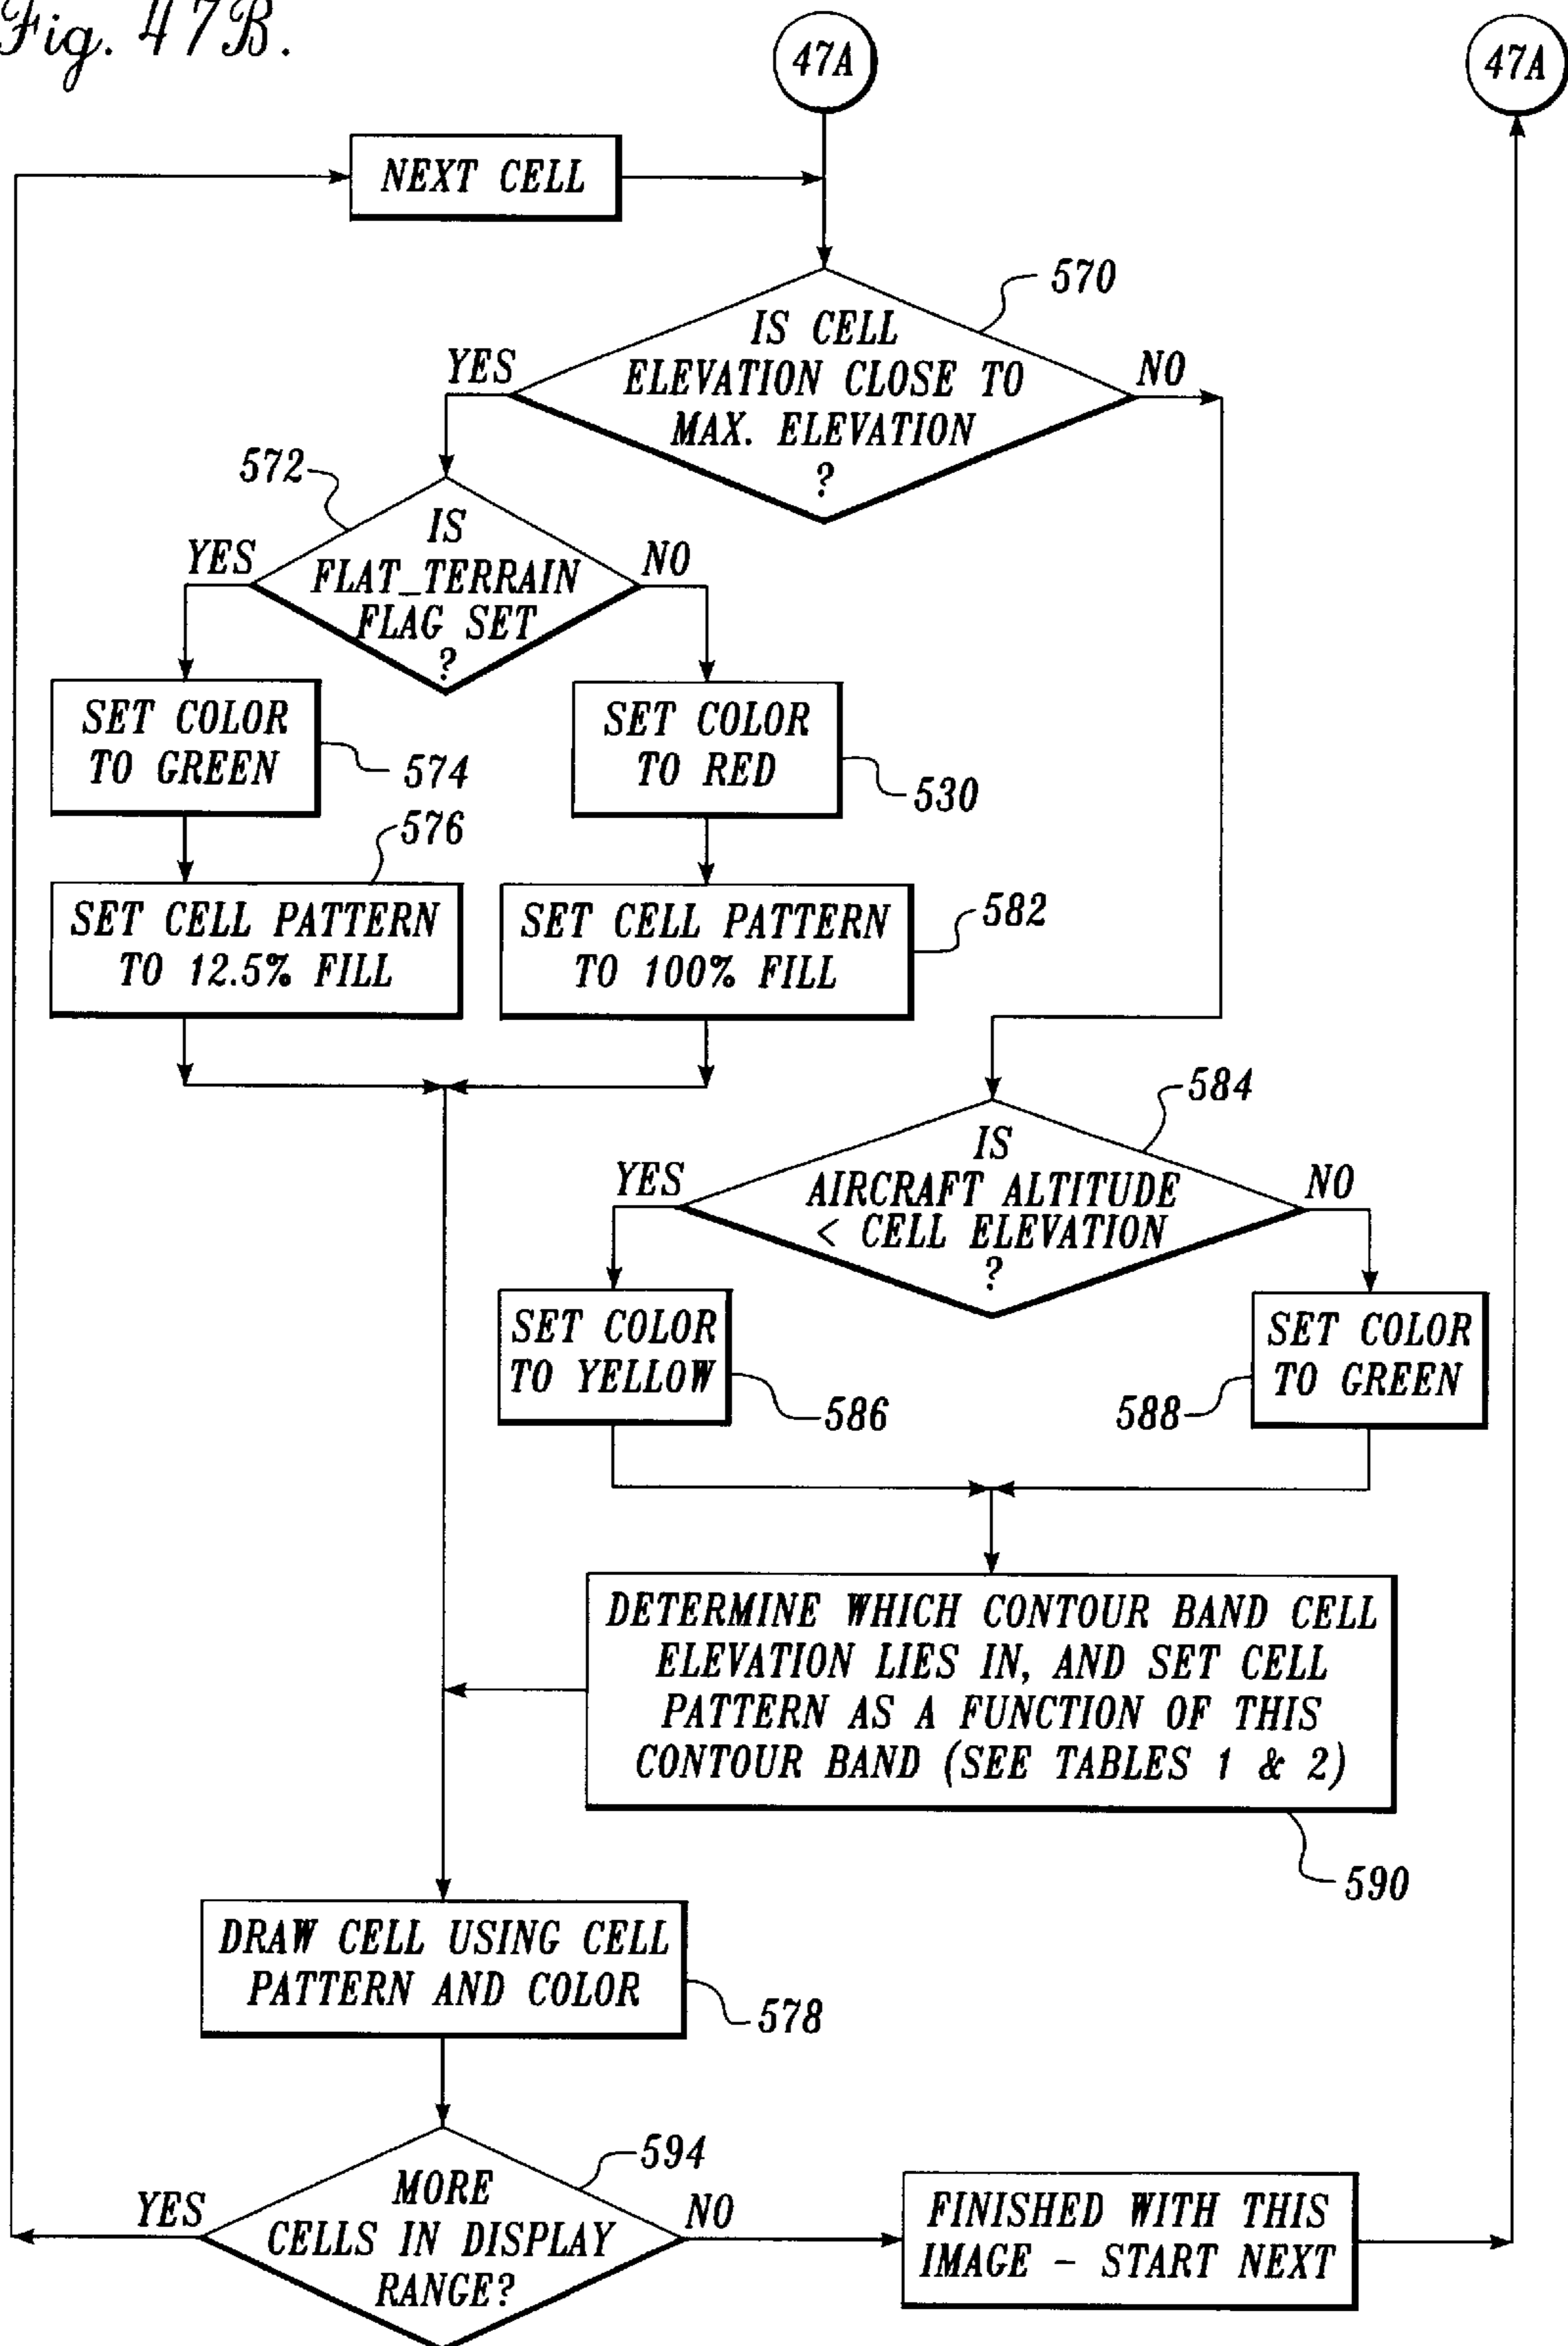 Fig. 47B.
47A
47A
NEXT CELL
570
IS CELL
ELEVATION CLOSE TO
MAX. ELEVATION
?
YES
NO
572
IS
FLAT_TERRAIN
FLAG SET
?
YES
NO
SET COLOR
TO GREEN
574
SET COLOR
TO RED
530
576
SET CELL PATTERN
TO 12.5% FILL
SET CELL PATTERN
TO 100% FILL
582
584
IS
AIRCRAFT ALTITUDE
< CELL ELEVATION
?
YES
NO
SET COLOR
TO YELLOW
586
SET COLOR
TO GREEN
588
DETERMINE WHICH CONTOUR BAND CELL
ELEVATION LIES IN, AND SET CELL
PATTERN AS A FUNCTION OF THIS
CONTOUR BAND (SEE TABLES 1 & 2)
590
DRAW CELL USING CELL
PATTERN AND COLOR
578
594
MORE
CELLS IN DISPLAY
RANGE?
YES
NO
FINISHED WITH THIS
IMAGE - START NEXT